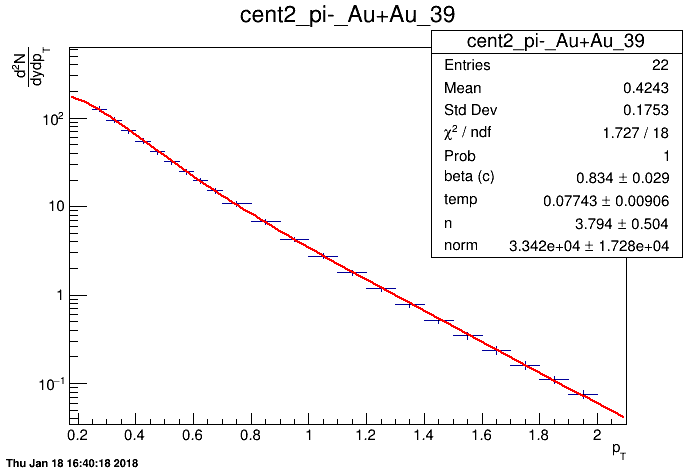 cent2_pi-_Au+Au_39
d²N
dydp_T
cent2_pi-_Au+Au_39
Entries 22
Mean 0.4243
Std Dev 0.1753
χ² / ndf 1.727 / 18
Prob 1
beta (c) 0.834 ± 0.029
temp 0.07743 ± 0.00906
n 3.794 ± 0.504
norm 3.342e+04 ± 1.728e+04
10²
10
1
10⁻¹
0.2 0.4 0.6 0.8 1 1.2 1.4 1.6 1.8 2
p_T
Thu Jan 18 16:40:18 2018